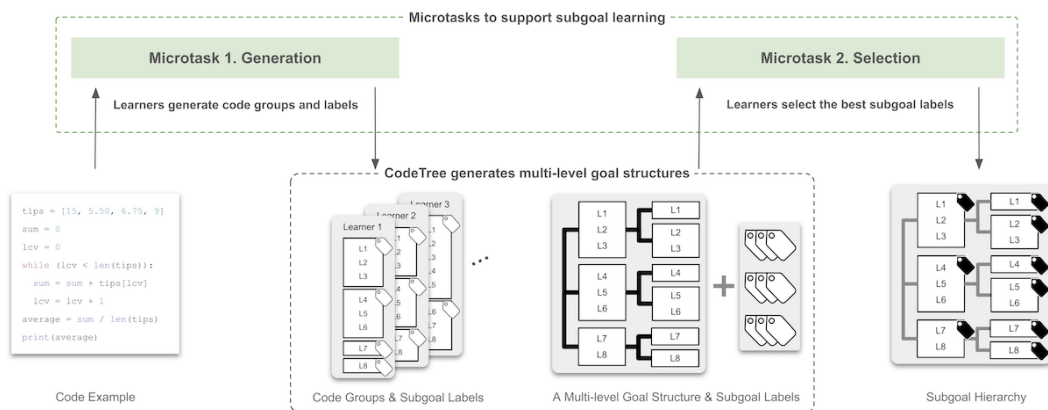 Microtasks to support subgoal learning
Microtask 1. Generation
Microtask 2. Selection
Learners generate code groups and labels
Learners select the best subgoal labels
CodeTree generates multi-level goal structures
tips = [15, 5.50, 6.75, 9]
sum = 0
lcv = 0
while (lcv < len(tips)):
sum = sum + tips[lcv]
lcv = lcv + 1
average = sum / len(tips)
print(average)
Learner 3
Learner 2
Learner 1
L1
L2
L3
L4
L5
L6
L7
L8
L8
L8
...
L1
L2
L3
L4
L5
L6
L7
L8
L1
L2
L3
L4
L5
L6
L7
L8
+
L1
L2
L3
L4
L5
L6
L7
L8
L1
L2
L3
L4
L5
L6
L7
L8
Code Example
Code Groups & Subgoal Labels
A Multi-level Goal Structure & Subgoal Labels
Subgoal Hierarchy